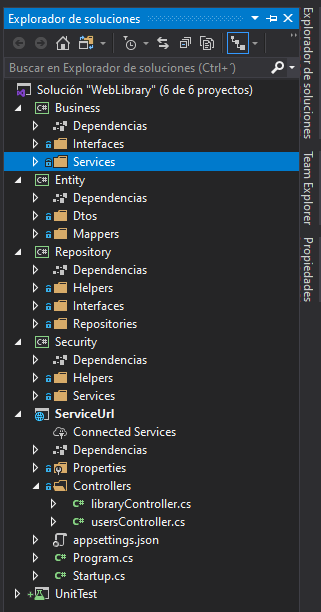 Explorador de soluciones
Buscar en Explorador de soluciones (Ctrl+´)
Solución "WebLibrary" (6 de 6 proyectos)
C# Business
Dependencias
Interfaces
Services
C# Entity
Dependencias
Dtos
Mappers
C# Repository
Dependencias
Helpers
Interfaces
Repositories
C# Security
Dependencias
Helpers
Services
ServiceUrl
Connected Services
Dependencias
Properties
Controllers
C# libraryController.cs
C# usersController.cs
appsettings.json
C# Program.cs
C# Startup.cs
UnitTest
Explorador de soluciones
Team Explorer
Propiedades